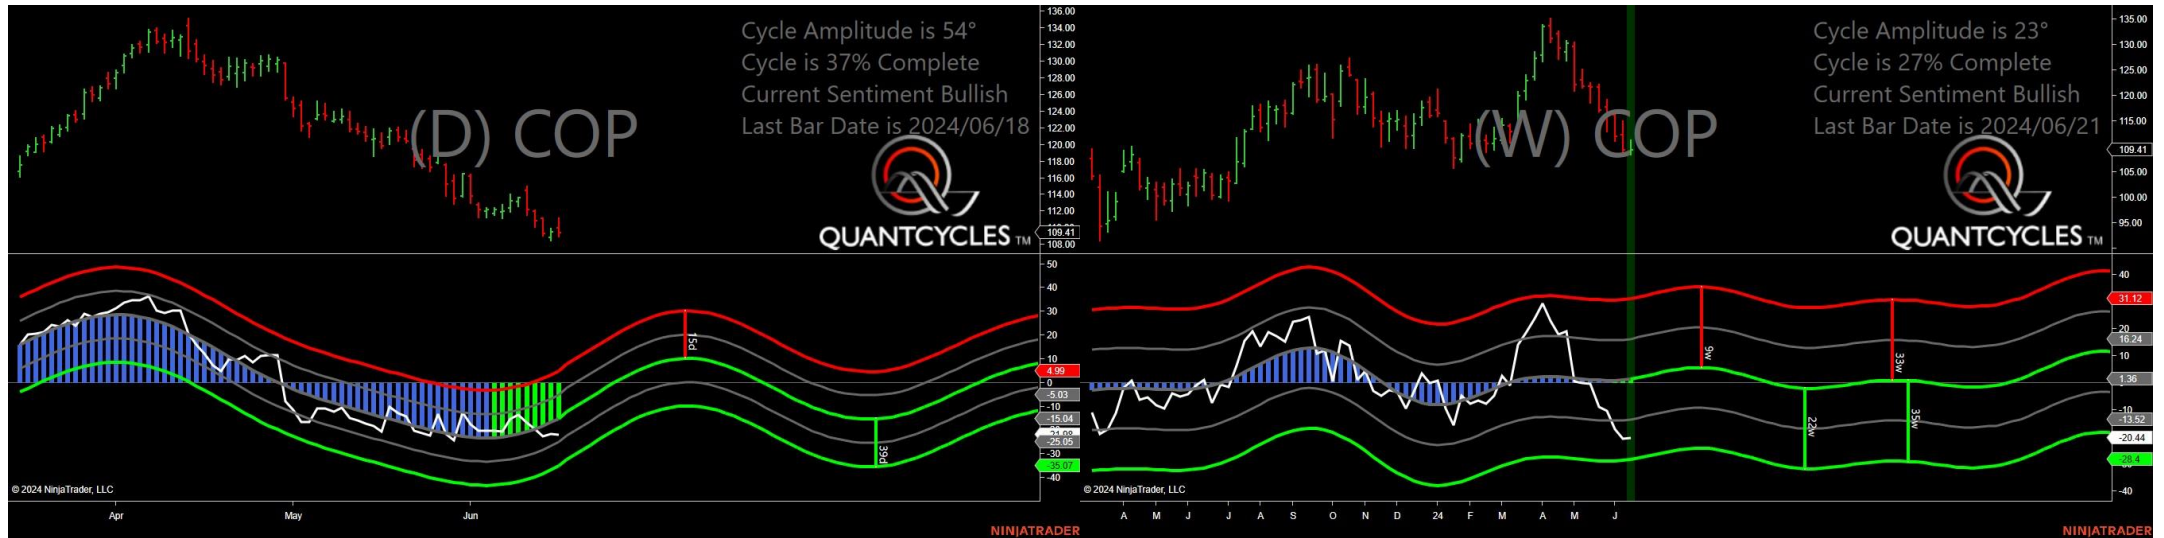 Cycle Amplitude is 54°
Cycle is 37% Complete
Current Sentiment Bullish
Last Bar Date is 2024/06/18
(D) COP
QUANTCYCLES TM
136.00
134.00
132.00
130.00
128.00
126.00
124.00
122.00
120.00
118.00
116.00
114.00
112.00
109.41
108.00
50
40
30
20
10
4.99
0
-5.03
-10
-15.04
-25.05
-30
-35.07
-40
15d
39d
© 2024 NinjaTrader, LLC
Apr May Jun
NINJATRADER
Cycle Amplitude is 23°
Cycle is 27% Complete
Current Sentiment Bullish
Last Bar Date is 2024/06/21
(W) COP
QUANTCYCLES TM
135.00
130.00
125.00
120.00
115.00
109.41
105.00
100.00
95.00
40
31.12
20
16.24
10
1.36
-10
-13.52
-20.44
-28.4
-40
9w
33w
22w
35w
© 2024 NinjaTrader, LLC
A M J J A S O N D 24 F M A M J
NINJATRADER